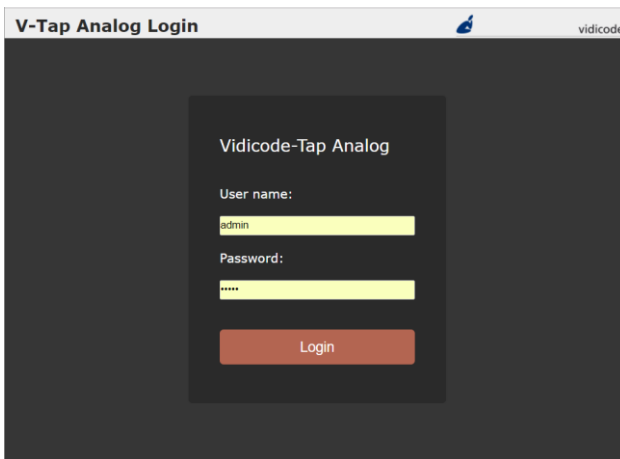 V-Tap Analog Login
vidicode
Vidicode-Tap Analog
User name:
admin
Password:
•••••
Login